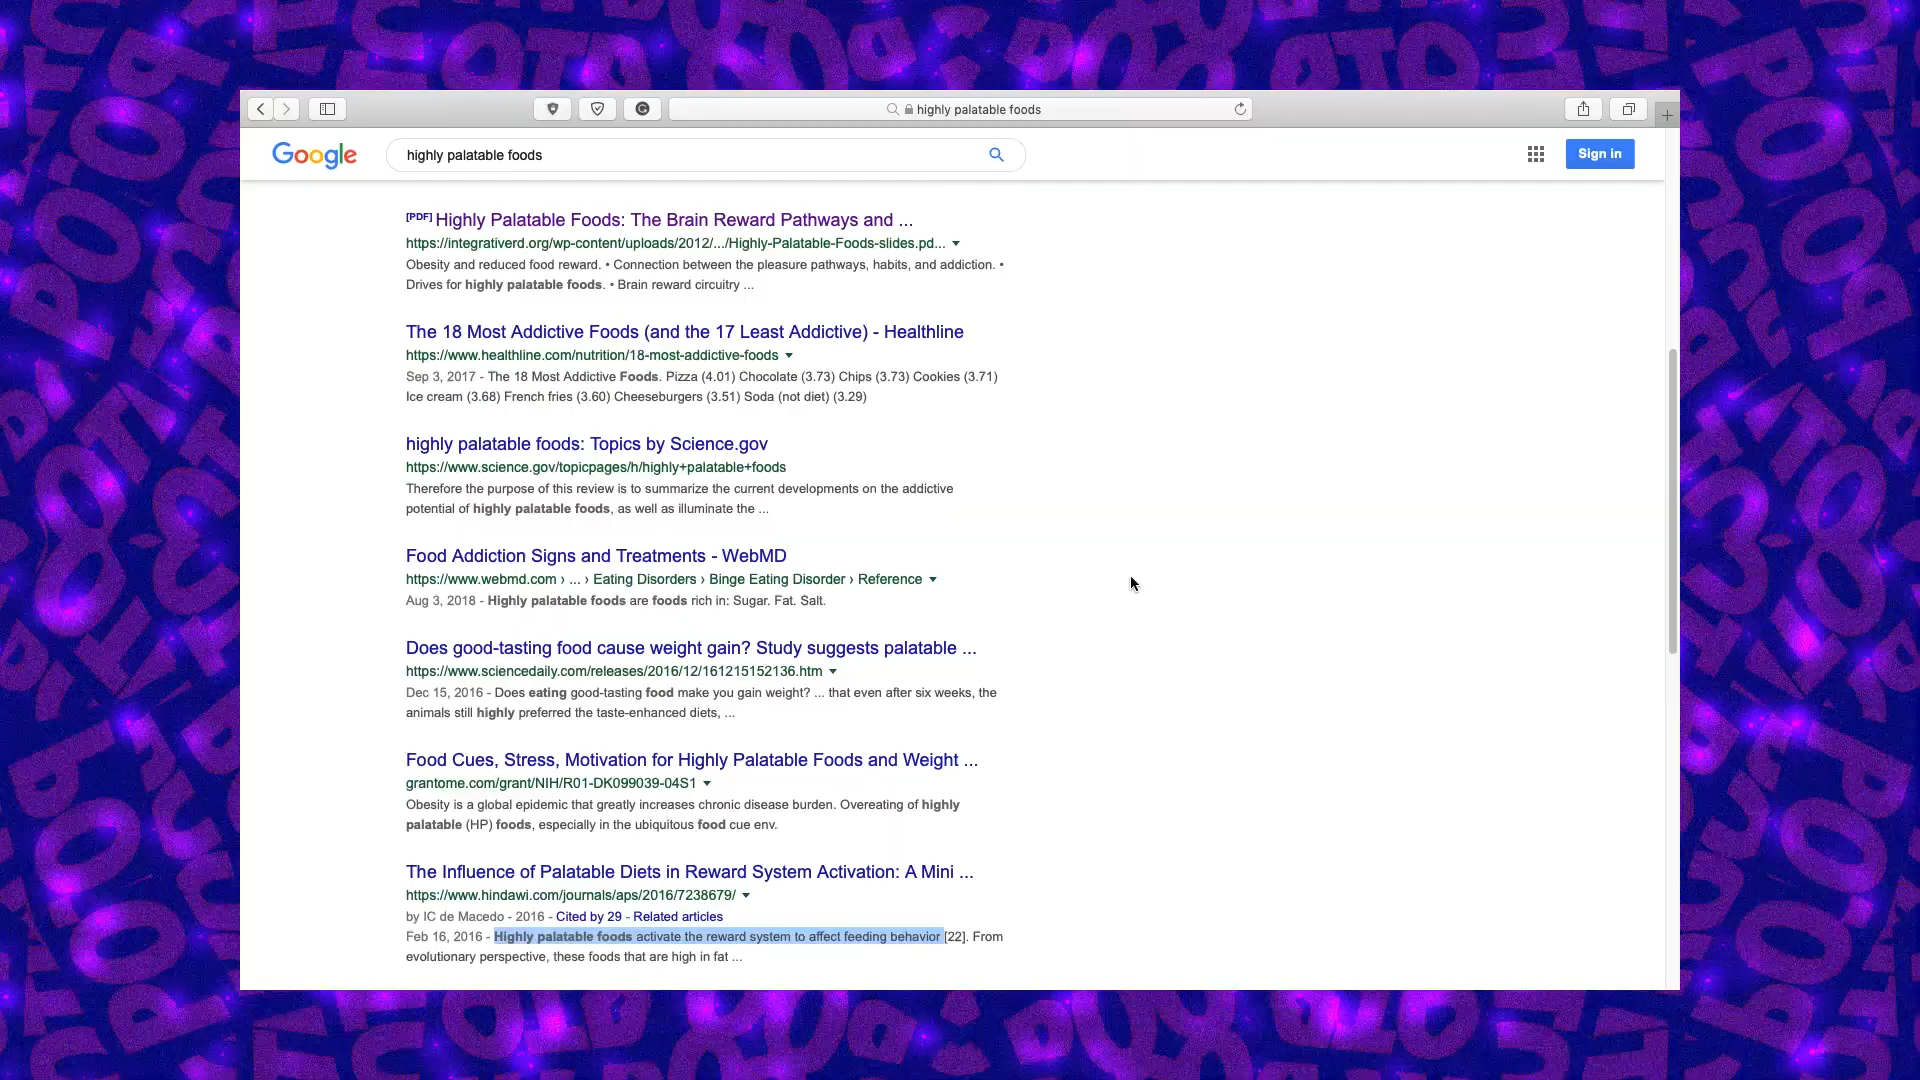 highly palatable foods
Google
highly palatable foods
Sign in
[PDF] Highly Palatable Foods: The Brain Reward Pathways and ...
https://integrativerd.org/wp-content/uploads/2012/.../Highly-Palatable-Foods-slides.pd...
Obesity and reduced food reward. • Connection between the pleasure pathways, habits, and addiction. •
Drives for highly palatable foods. • Brain reward circuitry ...
The 18 Most Addictive Foods (and the 17 Least Addictive) - Healthline
https://www.healthline.com/nutrition/18-most-addictive-foods
Sep 3, 2017 - The 18 Most Addictive Foods. Pizza (4.01) Chocolate (3.73) Chips (3.73) Cookies (3.71)
Ice cream (3.68) French fries (3.60) Cheeseburgers (3.51) Soda (not diet) (3.29)
highly palatable foods: Topics by Science.gov
https://www.science.gov/topicpages/h/highly+palatable+foods
Therefore the purpose of this review is to summarize the current developments on the addictive
potential of highly palatable foods, as well as illuminate the ...
Food Addiction Signs and Treatments - WebMD
https://www.webmd.com › ... › Eating Disorders › Binge Eating Disorder › Reference
Aug 3, 2018 - Highly palatable foods are foods rich in: Sugar. Fat. Salt.
Does good-tasting food cause weight gain? Study suggests palatable ...
https://www.sciencedaily.com/releases/2016/12/161215152136.htm
Dec 15, 2016 - Does eating good-tasting food make you gain weight? ... that even after six weeks, the
animals still highly preferred the taste-enhanced diets, ...
Food Cues, Stress, Motivation for Highly Palatable Foods and Weight ...
grantome.com/grant/NIH/R01-DK099039-04S1
Obesity is a global epidemic that greatly increases chronic disease burden. Overeating of highly
palatable (HP) foods, especially in the ubiquitous food cue env.
The Influence of Palatable Diets in Reward System Activation: A Mini ...
https://www.hindawi.com/journals/aps/2016/7238679/
by IC de Macedo - 2016 - Cited by 29 - Related articles
Feb 16, 2016 - Highly palatable foods activate the reward system to affect feeding behavior [22]. From
evolutionary perspective, these foods that are high in fat ...